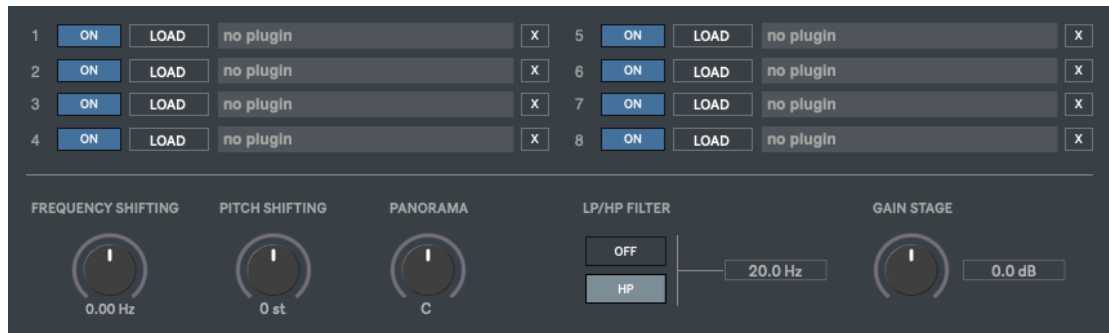 1 ON LOAD no plugin X 5 ON LOAD no plugin X
2 ON LOAD no plugin X 6 ON LOAD no plugin X
3 ON LOAD no plugin X 7 ON LOAD no plugin X
4 ON LOAD no plugin X 8 ON LOAD no plugin X
FREQUENCY SHIFTING PITCH SHIFTING PANORAMA LP/HP FILTER GAIN STAGE
OFF
20.0 Hz 0.0 dB
HP
0.00 Hz 0 st C